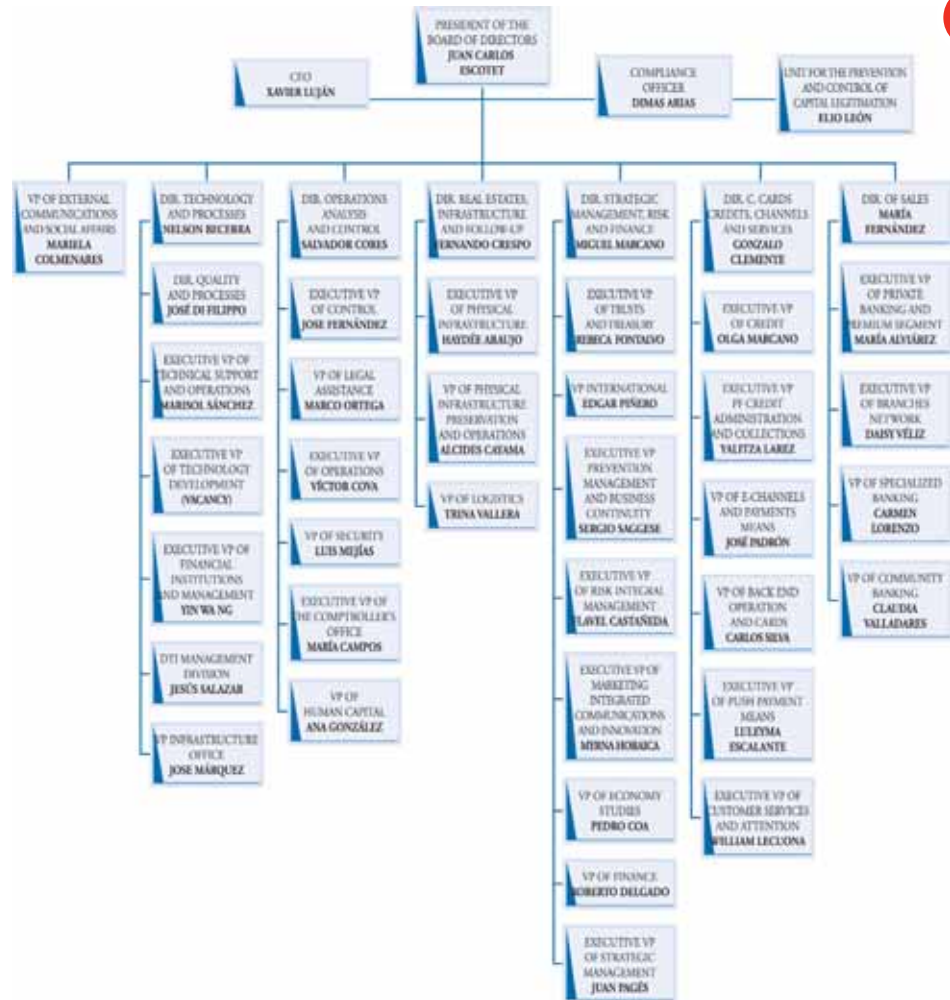 PRESIDENT OF THE
BOARD OF DIRECTORS
JUAN CARLOS
ESCOTET
XAVIER LUJÁN
COMPLIANCE
OFFICER
DIMAS ARIAS
UNIT FOR THE PREVENTION
AND CONTROL OF
CAPITAL LEGITIMATION
ELIO LEÓN
VP OF EXTERNAL
COMMUNICATIONS
AND SOCIAL AFFAIRS
MARIELA
COLMENARES
DIR. TECHNOLOGY
AND PROCESSES
NELSON BECERRA
DIR. QUALITY
AND PROCESSES
JOSÉ DI FILIPPO
EXECUTIVE VP OF
TECHNICAL SUPPORT
AND OPERATIONS
MARISOL SÁNCHEZ
EXECUTIVE VP
OF TECHNOLOGY
DEVELOPMENT
(VACANCY)
EXECUTIVE VP OF
FINANCIAL
INSTITUTIONS
AND MANAGEMENT
YIN WA NG
DTI MANAGEMENT
DIVISION
JESÚS SALAZAR
VP INFRASTRUCTURE
OFFICE
JOSE MÁRQUEZ
DIR. OPERATIONS
ANALYSIS
AND CONTROL
SALVADOR CORES
EXECUTIVE VP
OF CONTROL
JOSE FERNÁNDEZ
VP OF LEGAL
ASSISTANCE
MARCO ORTEGA
EXECUTIVE VP
OF OPERATIONS
VÍCTOR COVA
VP OF SECURITY
LUIS MEJÍAS
EXECUTIVE VP OF
THE COMPTROLLER'S
OFFICE
MARÍA CAMPOS
VP OF
HUMAN CAPITAL
ANA GONZÁLEZ
DIR. REAL ESTATES,
INFRASTRUCTURE
AND FOLLOW-UP
FERNANDO CRESPO
EXECUTIVE VP
OF PHYSICAL
INFRASTRUCTURE
HAYDÉE ARAUJO
VP OF PHYSICAL
INFRASTRUCTURE
PRESERVATION
AND OPERATIONS
ALCIDES CAYAMA
VP OF LOGISTICS
TRINA VALLERA
DIR. STRATEGIC
MANAGEMENT, RISK
AND FINANCE
MIGUEL MARCANO
EXECUTIVE VP
OF TRUSTS
AND TREASURY
REBECA FONTALVO
VP INTERNATIONAL
EDGAR PIÑERO
EXECUTIVE VP
PREVENTION
MANAGEMENT
AND BUSINESS
CONTINUITY
SERGIO SAGGESE
EXECUTIVE VP
OF RISK INTEGRAL
MANAGEMENT
FLAVEL CASTAÑEDA
EXECUTIVE VP OF
MARKETING
INTEGRATED
COMMUNICATIONS
AND INNOVATION
MYRNA HOBAICA
VP OF ECONOMY
STUDIES
PEDRO COA
VP OF FINANCE
ROBERTO DELGADO
EXECUTIVE VP
OF STRATEGIC
MANAGEMENT
JUAN PAGÉS
DIR. C. CARDS
CREDITS, CHANNELS
AND SERVICES
GONZALO
CLEMENTE
EXECUTIVE VP
OF CREDIT
OLGA MARCANO
EXECUTIVE VP
PF CREDIT
ADMINISTRATION
AND COLLECTIONS
YALITZA LAREZ
VP OF E-CHANNELS
AND PAYMENTS
MEANS
JOSÉ PADRÓN
VP OF BACK END
OPERATION
AND CARDS
CARLOS SILVA
EXECUTIVE VP
OF PUSH PAYMENT
MEANS
LULEYMA
ESCALANTE
EXECUTIVE VP OF
CUSTOMER SERVICES
AND ATTENTION
WILLIAM LECUONA
DIR. OF SALES
MARÍA
FERNÁNDEZ
EXECUTIVE VP
OF PRIVATE
BANKING AND
PREMIUM SEGMENT
MARÍA ALVIÁREZ
EXECUTIVE VP
OF BRANCHES
NETWORK
DAISY VÉLIZ
VP OF SPECIALIZED
BANKING
CARMEN
LORENZO
VP OF COMMUNITY
BANKING
CLAUDIA
VALLADARES